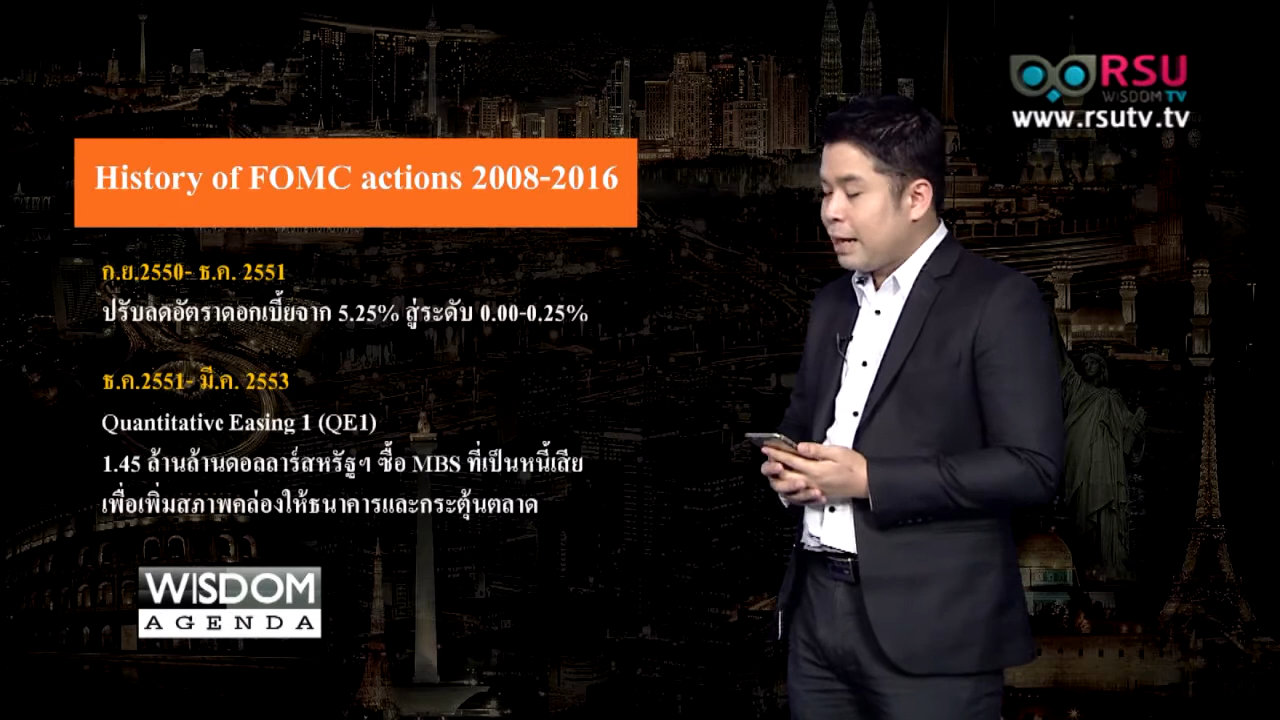 RSU
WISDOM TV
www.rsutv.tv
History of FOMC actions 2008-2016
ก.ย.2550- ธ.ค. 2551
ปรับลดอัตราดอกเบี้ยจาก 5.25% สู่ระดับ 0.00-0.25%
ธ.ค.2551- มี.ค. 2553
Quantitative Easing 1 (QE1)
1.45 ล้านล้านดอลลาร์สหรัฐฯ ซื้อ MBS ที่เป็นหนี้เสีย
เพื่อเพิ่มสภาพคล่องให้ธนาคารและกระตุ้นตลาด
WISDOM
AGENDA